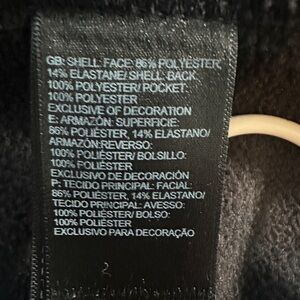 GB: SHELL: FACE: 86% POLYESTER,
14% ELASTANE/ SHELL: BACK:
100% POLYESTER/ POCKET:
100% POLYESTER
EXCLUSIVE OF DECORATION
E: ARMAZÓN: SUPERFICIE:
86% POLIÉSTER, 14% ELASTANO/
ARMAZÓN:REVERSO:
100% POLIÉSTER/ BOLSILLO:
100% POLIÉSTER
EXCLUSIVO DE DECORACIÓN
P: TECIDO PRINCIPAL: FACIAL:
86% POLIÉSTER, 14% ELASTANO/
TECIDO PRINCIPAL: AVESSO:
100% POLIÉSTER/ BOLSO:
100% POLIÉSTER
EXCLUSIVO PARA DECORAÇÃO
2